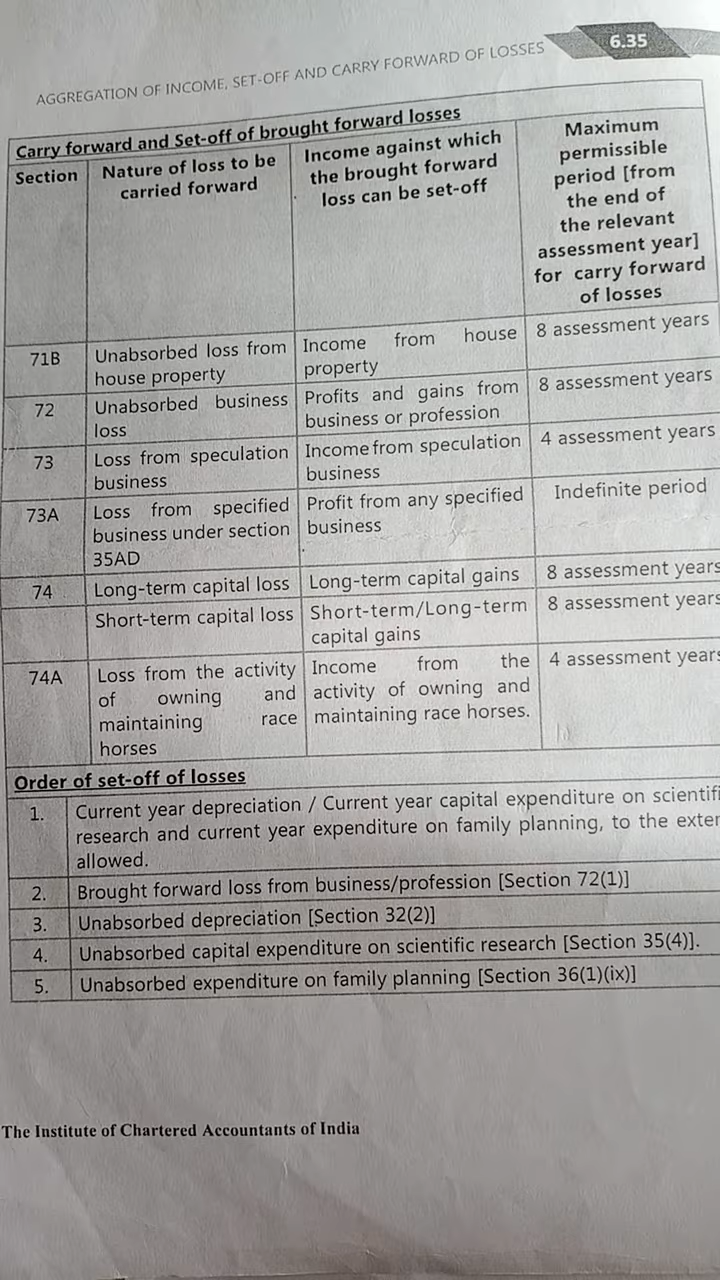 AGGREGATION OF INCOME, SET-OFF AND CARRY FORWARD OF LOSSES
6.35
Carry forward and Set-off of brought forward losses
Section
Nature of loss to be
carried forward
Income against which
the brought forward
loss can be set-off
Maximum
permissible
period [from
the end of
the relevant
assessment year]
for carry forward
of losses
71B
Unabsorbed loss from
house property
Income from house
property
8 assessment years
72
Unabsorbed business
loss
Profits and gains from
business or profession
8 assessment years
73
Loss from speculation
business
Income from speculation
business
4 assessment years
73A
Loss from specified
business under section
35AD
Profit from any specified
business
Indefinite period
74
Long-term capital loss
Long-term capital gains
8 assessment years
Short-term capital loss
Short-term/Long-term
capital gains
8 assessment years
74A
Loss from the activity
of owning and
maintaining race
horses
Income from the
activity of owning and
maintaining race horses.
4 assessment years
Order of set-off of losses
1.
Current year depreciation / Current year capital expenditure on scientifi
research and current year expenditure on family planning, to the exter
allowed.
2.
Brought forward loss from business/profession [Section 72(1)]
3.
Unabsorbed depreciation [Section 32(2)]
4.
Unabsorbed capital expenditure on scientific research [Section 35(4)].
5.
Unabsorbed expenditure on family planning [Section 36(1)(ix)]
The Institute of Chartered Accountants of India